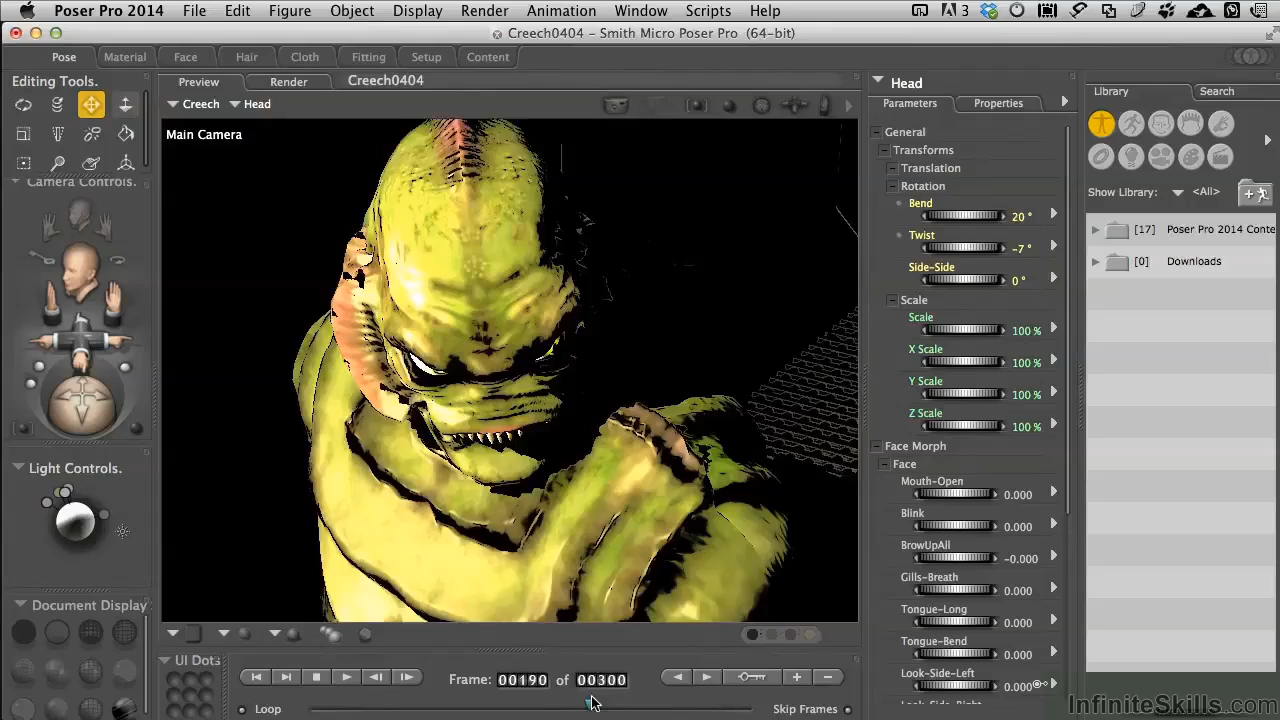 Poser Pro 2014 File Edit Figure Object Display Render Animation Window Scripts Help 3
Creech0404 – Smith Micro Poser Pro (64-bit)
Pose Material Face Hair Cloth Fitting Setup Content
Editing Tools.
Camera Controls.
Light Controls.
Document Display
UI Dots
Preview Render Creech0404
Creech Head
Main Camera
Frame: 00190 of 00300
Loop Skip Frames
Head
Parameters Properties
General
Transforms
Translation
Rotation
Bend
20 °
Twist
-7 °
Side-Side
0 °
Scale
Scale
100 %
X Scale
100 %
Y Scale
100 %
Z Scale
100 %
Face Morph
Face
Mouth-Open
0.000
Blink
0.000
BrowUpAll
-0.000
Gills-Breath
0.000
Tongue-Long
0.000
Tongue-Bend
0.000
Look-Side-Left
0.000
Library Search
Show Library: <All>
[17] Poser Pro 2014 Conte
[0] Downloads
InfiniteSkills.com